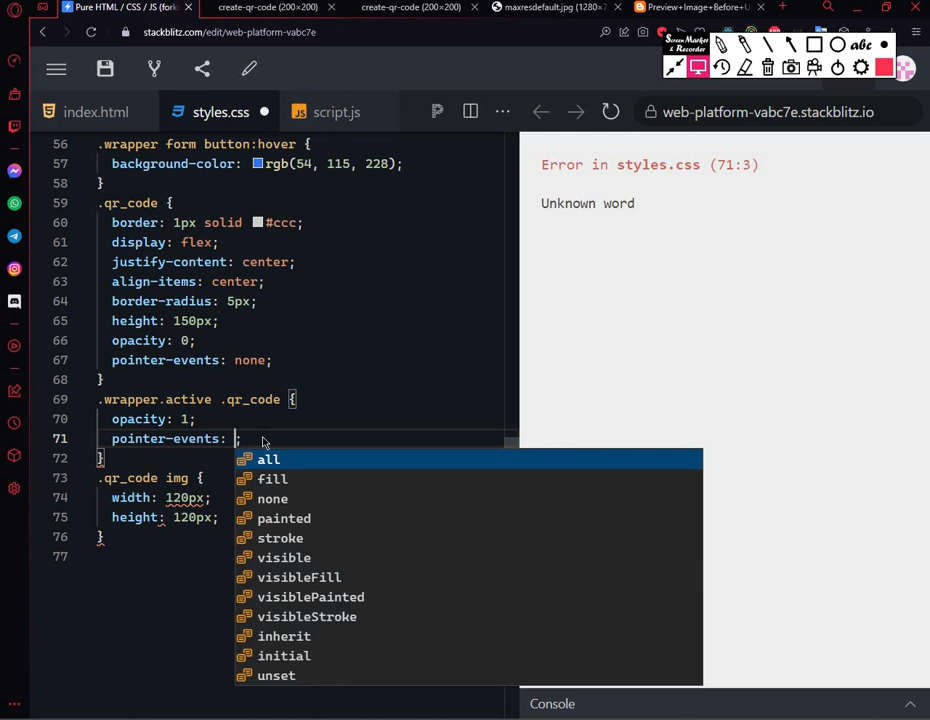 Pure HTML / CSS / JS (fork
create-qr-code (200×200)
create-qr-code (200×200)
maxresdefault.jpg (1280×7
Preview+Image+Before+U
stackblitz.com/edit/web-platform-vabc7e
Screen Marker
& Recorder
abc
index.html
styles.css
JS script.js
web-platform-vabc7e.stackblitz.io
56 .wrapper form button:hover {
57 background-color: rgb(54, 115, 228);
58 }
59 .qr_code {
60 border: 1px solid #ccc;
61 display: flex;
62 justify-content: center;
63 align-items: center;
64 border-radius: 5px;
65 height: 150px;
66 opacity: 0;
67 pointer-events: none;
68 }
69 .wrapper.active .qr_code {
70 opacity: 1;
71 pointer-events: ;
72 }
73 .qr_code img {
74 width: 120px;
75 height: 120px;
76 }
77
all
fill
none
painted
stroke
visible
visibleFill
visiblePainted
visibleStroke
inherit
initial
unset
Error in styles.css (71:3)
Unknown word
Console